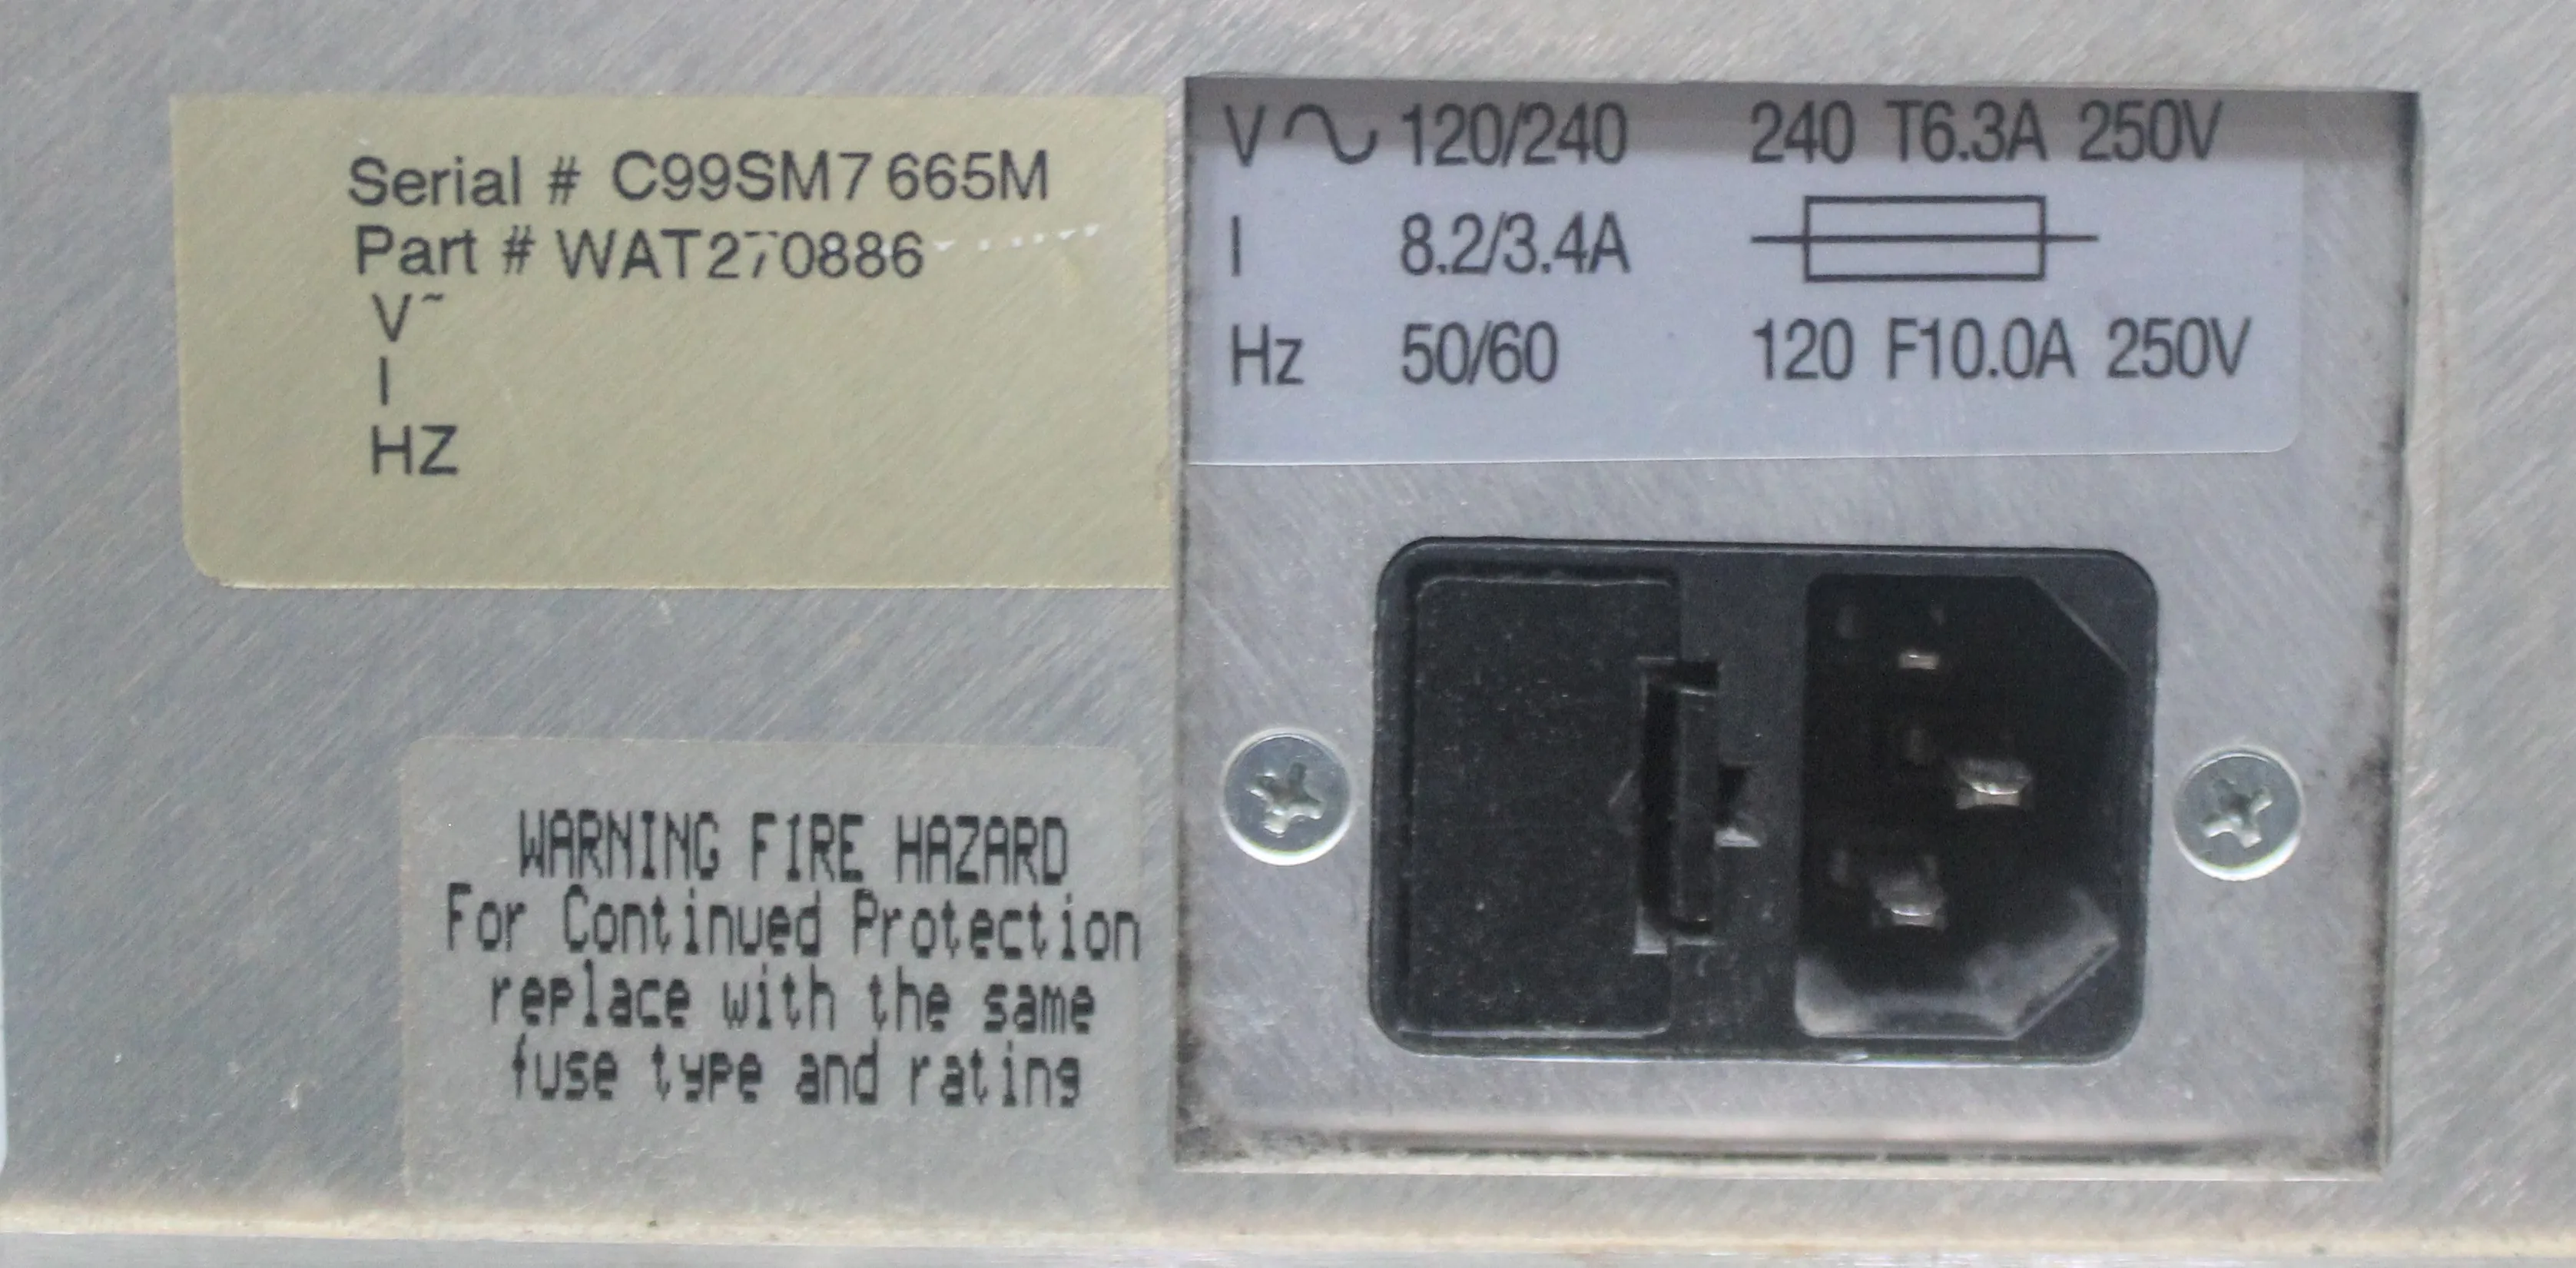 Serial # C99SM7665M
Part # WAT270886
V~
I
HZ
V∿ 120/240 240 T6.3A 250V
I 8.2/3.4A
Hz 50/60 120 F10.0A 250V
WARNING FIRE HAZARD
For Continued Protection
replace with the same
fuse type and rating